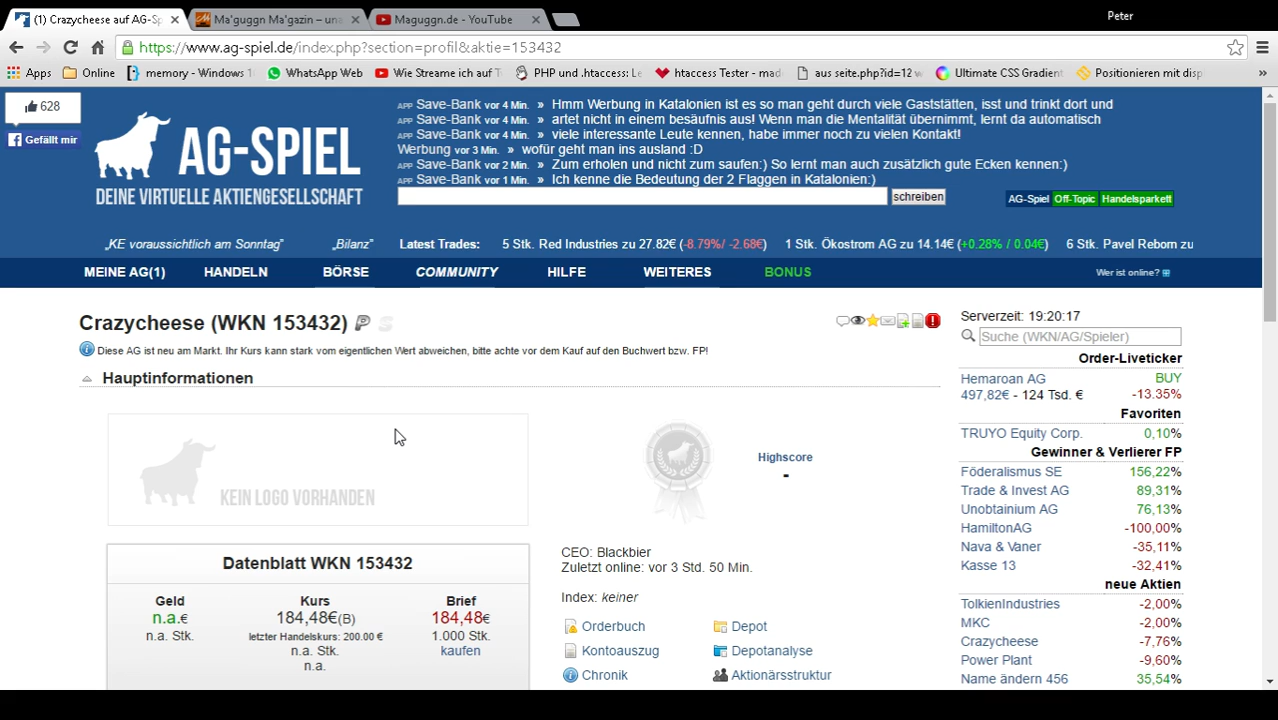 Peter
(1) Crazycheese auf AG-Sp
Ma'guggn Ma'gazin – una
Maguggn.de - YouTube
https://www.ag-spiel.de/index.php?section=profil&aktie=153432
Apps Online memory - Windows 1 WhatsApp Web Wie Streame ich auf T PHP und .htaccess: Le htaccess Tester - mad aus seite.php?id=12 w Ultimate CSS Gradient Positionieren mit disp »
628
Gefällt mir
AG-SPIEL
DEINE VIRTUELLE AKTIENGESELLSCHAFT
APP Save-Bank vor 4 Min. » Hmm Werbung in Katalonien ist es so man geht durch viele Gaststätten, isst und trinkt dort und
APP Save-Bank vor 4 Min. » artet nicht in einem besäufnis aus! Wenn man die Mentalität übernimmt, lernt da automatisch
APP Save-Bank vor 4 Min. » viele interessante Leute kennen, habe immer noch zu vielen Kontakt!
Werbung vor 3 Min. » wofür geht man ins ausland :D
APP Save-Bank vor 2 Min. » Zum erholen und nicht zum saufen:) So lernt man auch zusätzlich gute Ecken kennen:)
APP Save-Bank vor 1 Min. » Ich kenne die Bedeutung der 2 Flaggen in Katalonien:)
schreiben
AG-Spiel Off-Topic Handelsparkett
„KE voraussichtlich am Sonntag” „Bilanz” Latest Trades: 5 Stk. Red Industries zu 27.82€ (-8.79%/ -2.68€) 1 Stk. Ökostrom AG zu 14.14€ (+0.28% / 0.04€) 6 Stk. Pavel Reborn zu
MEINE AG(1) HANDELN BÖRSE COMMUNITY HILFE WEITERES BONUS Wer ist online?
Crazycheese (WKN 153432) P S
Diese AG ist neu am Markt. Ihr Kurs kann stark vom eigentlichen Wert abweichen, bitte achte vor dem Kauf auf den Buchwert bzw. FP!
Hauptinformationen
KEIN LOGO VORHANDEN
Highscore
-
Datenblatt WKN 153432
Geld Kurs Brief
n.a.€ 184,48€(B) 184,48€
n.a. Stk. letzter Handelskurs: 200.00 € 1.000 Stk.
n.a. Stk. kaufen
n.a.
CEO: Blackbier
Zuletzt online: vor 3 Std. 50 Min.
Index: keiner
Orderbuch Depot
Kontoauszug Depotanalyse
Chronik Aktionärsstruktur
Serverzeit: 19:20:17
Suche (WKN/AG/Spieler)
Order-Liveticker
Hemaroan AG BUY
497,82€ - 124 Tsd. € -13.35%
Favoriten
TRUYO Equity Corp. 0,10%
Gewinner & Verlierer FP
Föderalismus SE 156,22%
Trade & Invest AG 89,31%
Unobtainium AG 76,13%
HamiltonAG -100,00%
Nava & Vaner -35,11%
Kasse 13 -32,41%
neue Aktien
TolkienIndustries -2,00%
MKC -2,00%
Crazycheese -7,76%
Power Plant -9,60%
Name ändern 456 35,54%